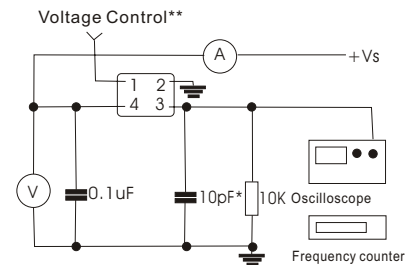 Voltage Control**
A
+Vs
1 2
4 3
V
0.1uF
10pF*
10K
Oscilloscope
Frequency counter